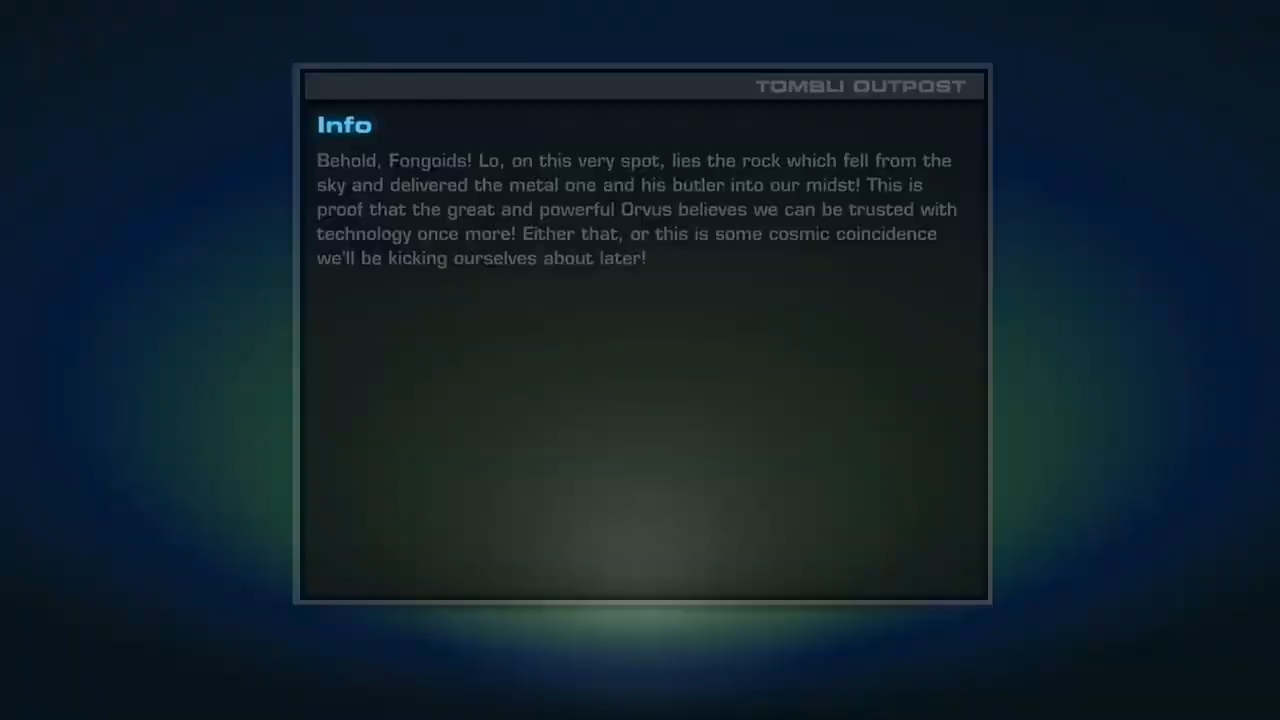 TOMBLI OUTPOST
Info
Behold, Fongoids! Lo, on this very spot, lies the rock which fell from the
sky and delivered the metal one and his butler into our midst! This is
proof that the great and powerful Orvus believes we can be trusted with
technology once more! Either that, or this is some cosmic coincidence
we'll be kicking ourselves about later!